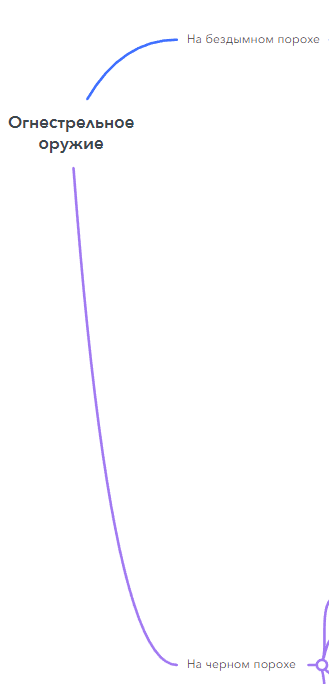 На бездымном порохе
Огнестрельное
оружие
На черном порохе